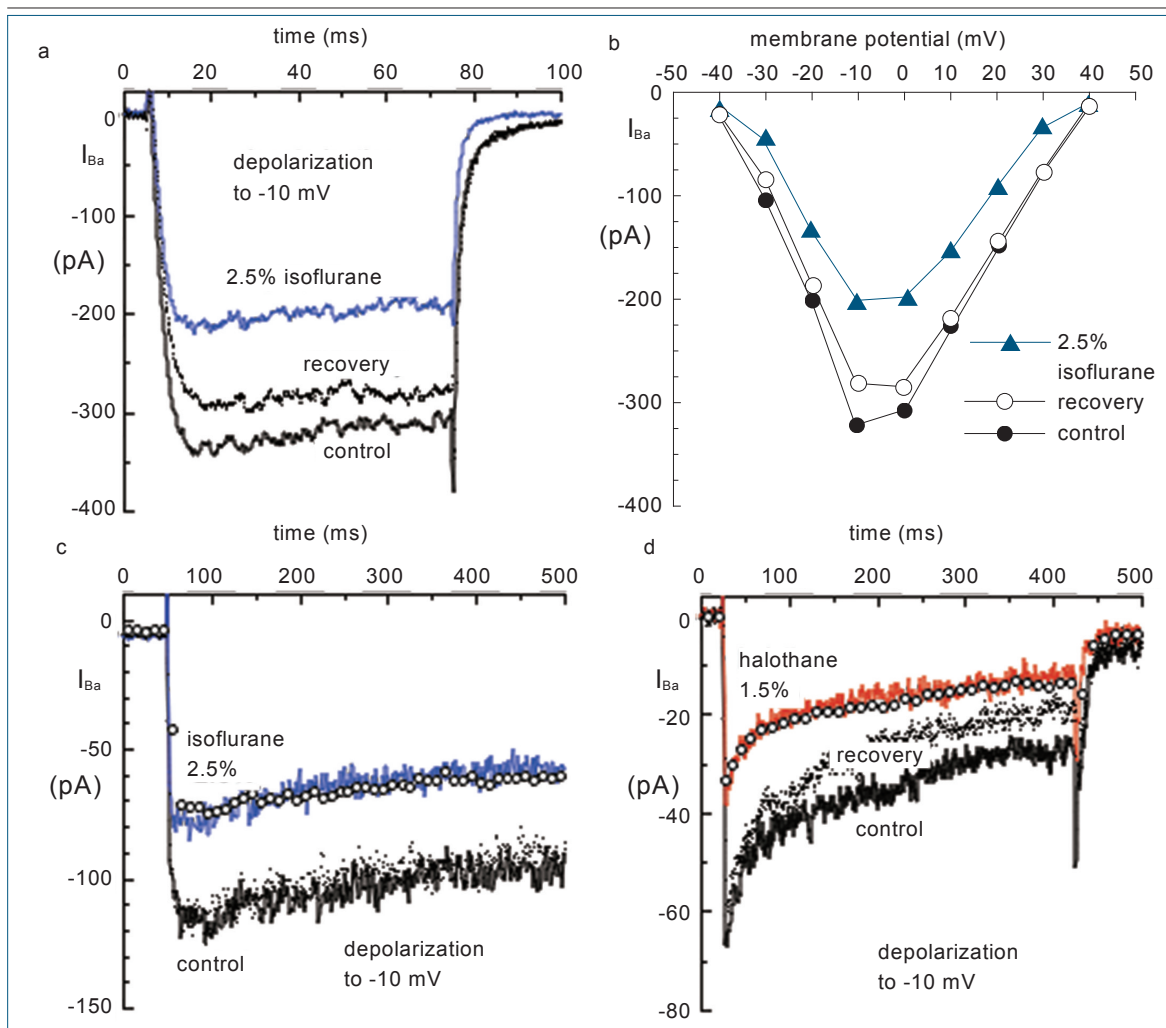 a
time (ms)
0 20 40 60 80 100
0
-100
-200
-300
-400
I_Ba
(pA)
depolarization
to -10 mV
2.5% isoflurane
recovery
control
b
membrane potential (mV)
-50 -40 -30 -20 -10 0 10 20 30 40 50
0
-100
-200
-300
-400
I_Ba
(pA)
2.5%
isoflurane
recovery
control
c
time (ms)
0 100 200 300 400 500
0
-50
-100
-150
I_Ba
(pA)
isoflurane
2.5%
control
depolarization
to -10 mV
d
time (ms)
0 100 200 300 400 500
0
-20
-40
-60
-80
I_Ba
(pA)
halothane
1.5%
recovery
control
depolarization
to -10 mV